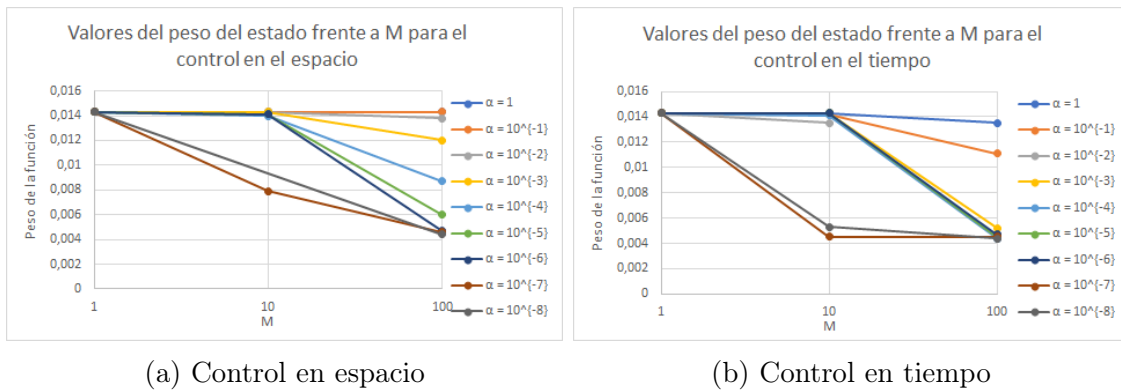 Valores del peso del estado frente a M para el
control en el espacio
Peso de la función
0,016
0,014
0,012
0,01
0,008
0,006
0,004
0,002
0
1
10
100
M
α = 1
α = 10^{-1}
α = 10^{-2}
α = 10^{-3}
α = 10^{-4}
α = 10^{-5}
α = 10^{-6}
α = 10^{-7}
α = 10^{-8}
(a) Control en espacio
Valores del peso del estado frente a M para el
control en el tiempo
Peso de la función
0,016
0,014
0,012
0,01
0,008
0,006
0,004
0,002
0
1
10
100
M
α = 1
α = 10^{-1}
α = 10^{-2}
α = 10^{-3}
α = 10^{-4}
α = 10^{-5}
α = 10^{-6}
α = 10^{-7}
α = 10^{-8}
(b) Control en tiempo